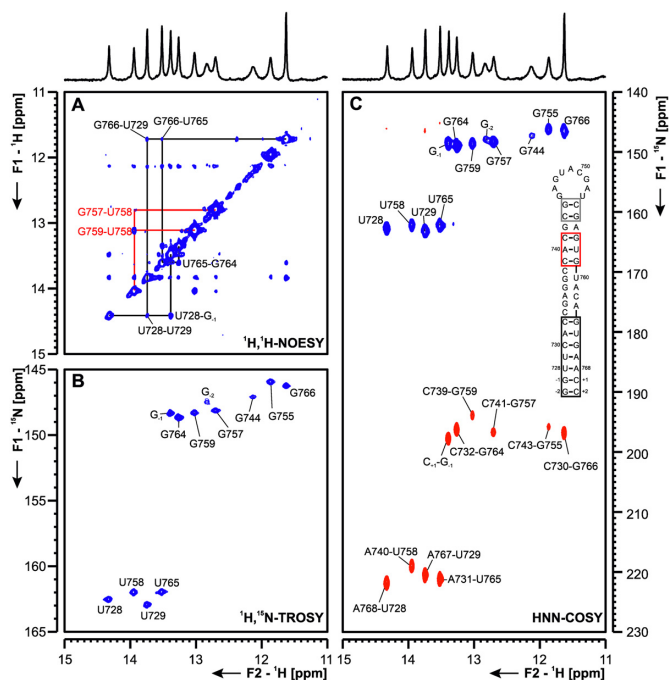 A
G766-U729
G766-U765
G757-U758
G759-U758
U765-G764
U728-G-1
U728-U729
1H,1H-NOESY
11
12
13
14
15
F1 - 1H [ppm]
B
G-1
G-2
G764
G759
G757
G744
G755
G766
U758
U765
U728
U729
1H,15N-TROSY
145
150
155
160
165
F1 - 15N [ppm]
15
14
13
12
11
F2 - 1H [ppm]
C
G764
G-1
G-2
G759
G757
G755
G766
G744
U758
U765
U728
U729
C739-G759
C741-G757
C+1-G-1
C732-G764
C743-G755
C730-G766
A740-U758
A767-U729
A731-U765
A768-U728
HNN-COSY
750
740
760
730
728
768
-1
+1
-2
+2
140
150
160
170
180
190
200
210
220
230
F1 - 15N [ppm]
15
14
13
12
11
F2 - 1H [ppm]